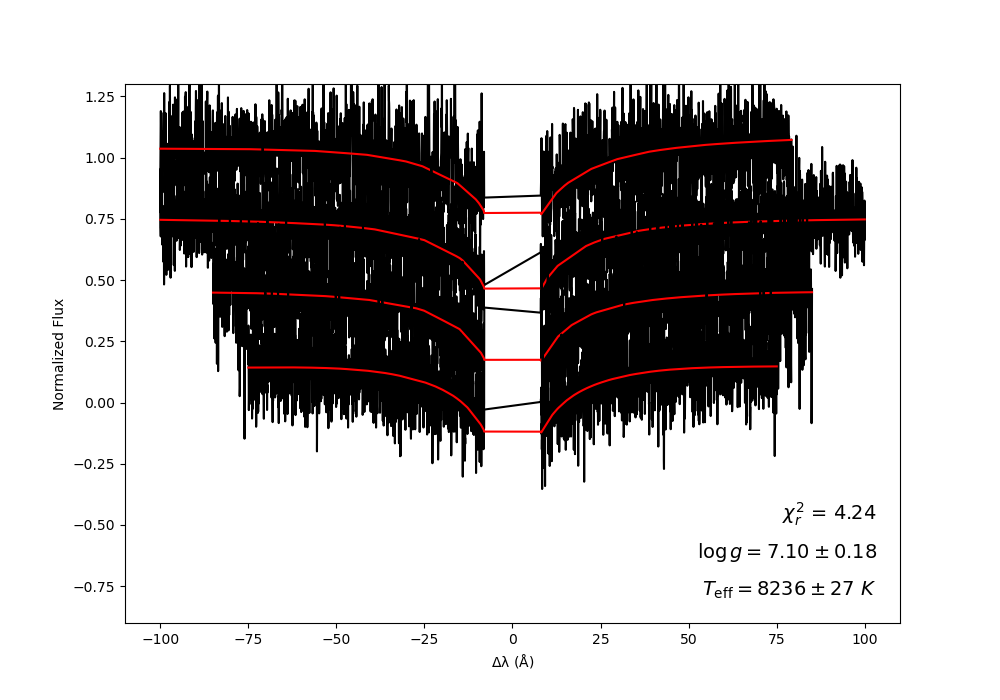 1.25
1.00
0.75
0.50
0.25
0.00
−0.25
−0.50
−0.75
Normalized Flux
χ²ᵣ = 4.24
log g = 7.10 ± 0.18
T_eff = 8236 ± 27 K
−100 −75 −50 −25 0 25 50 75 100
Δλ (Å)